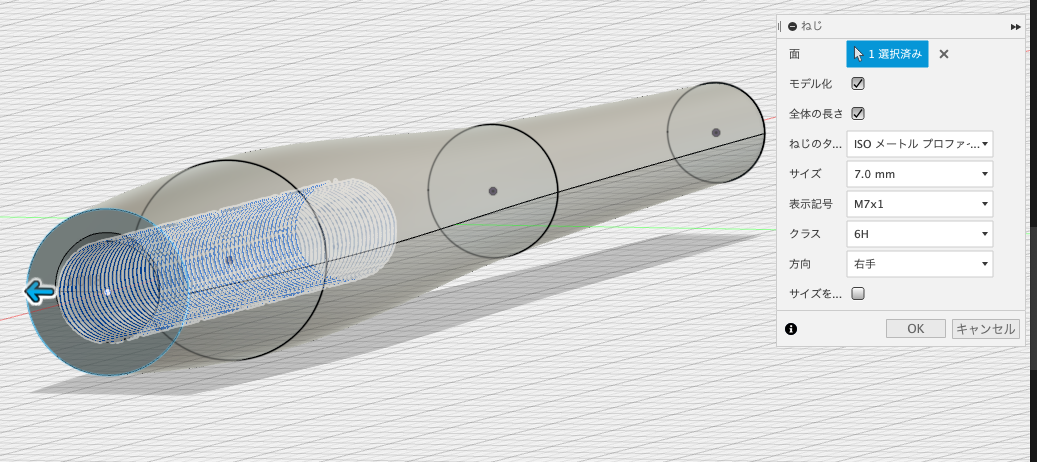 ねじ
面 1 選択済み
モデル化
全体の長さ
ねじのタ... ISO メートル プロファイ...
サイズ 7.0 mm
表示記号 M7x1
クラス 6H
方向 右手
サイズを...
OK キャンセル